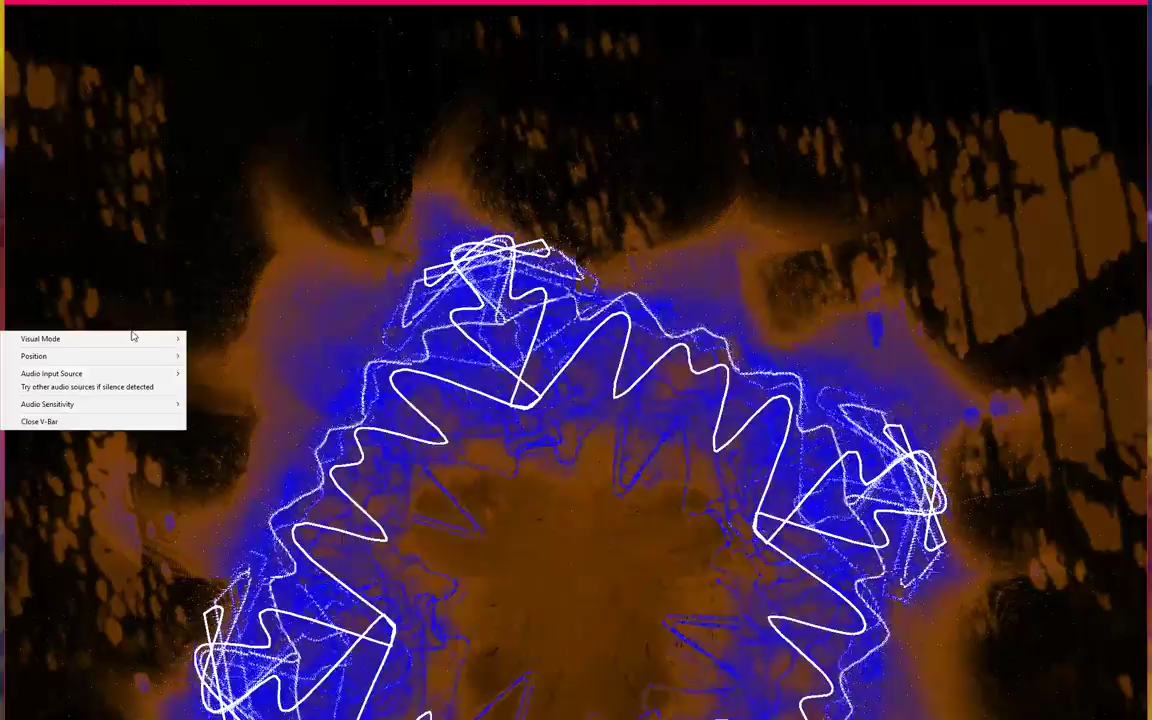 Visual Mode
Position
Audio Input Source
Try other audio sources if silence detected
Audio Sensitivity
Close V-Bar